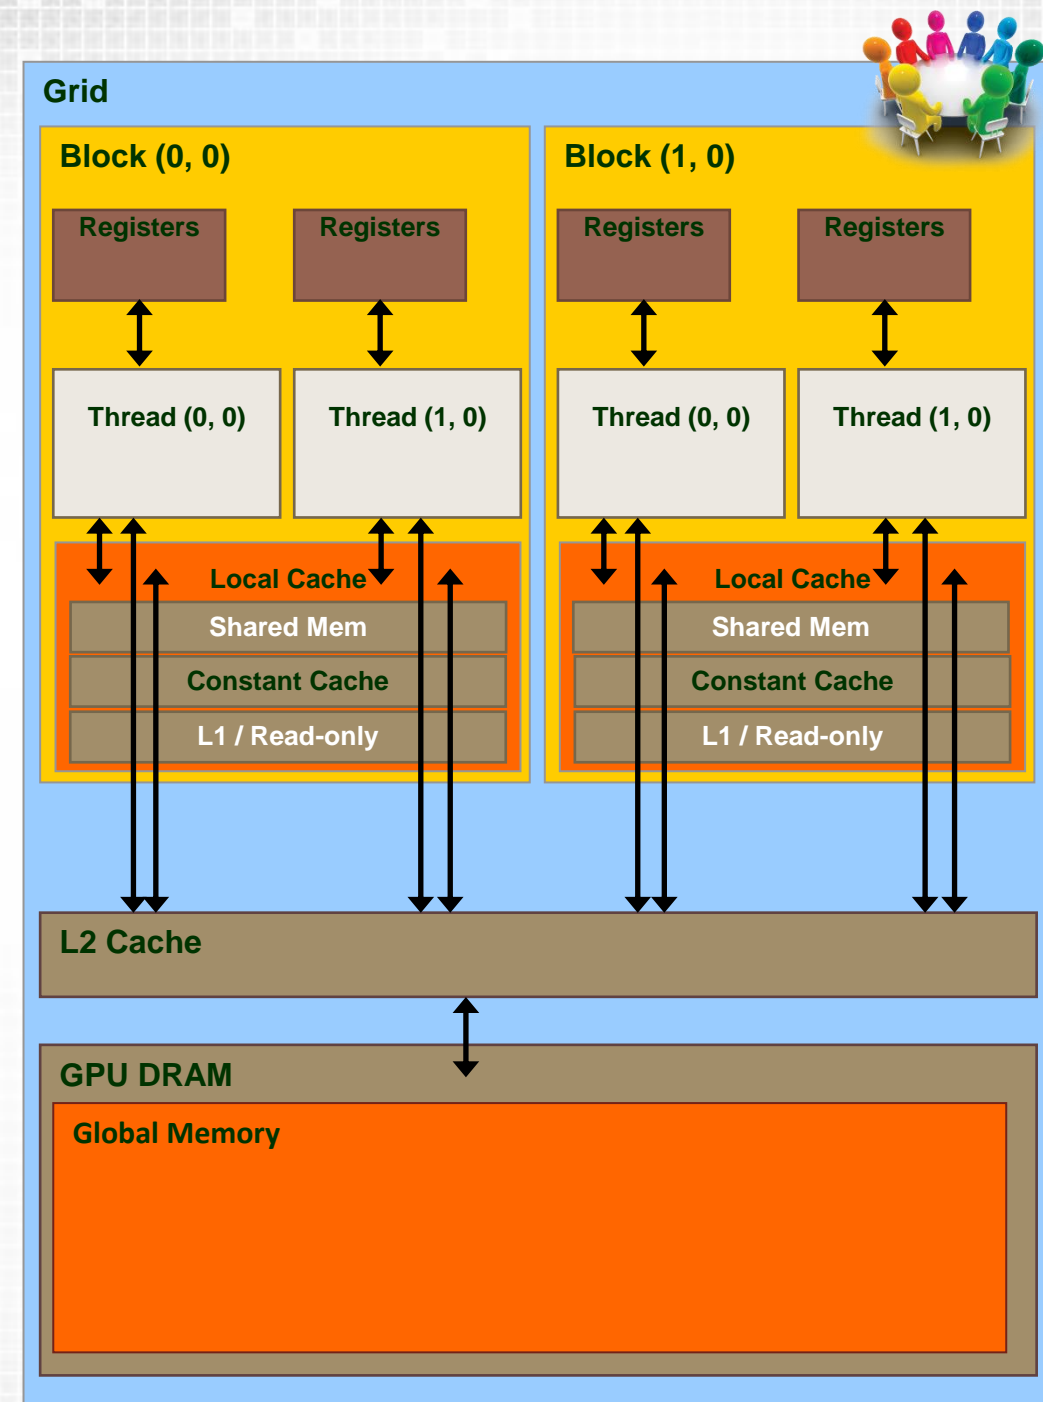 Grid
Block (0, 0)
Block (1, 0)
Registers
Registers
Registers
Registers
Thread (0, 0)
Thread (1, 0)
Thread (0, 0)
Thread (1, 0)
Local Cache
Shared Mem
Constant Cache
L1 / Read-only
Local Cache
Shared Mem
Constant Cache
L1 / Read-only
L2 Cache
GPU DRAM
Global Memory